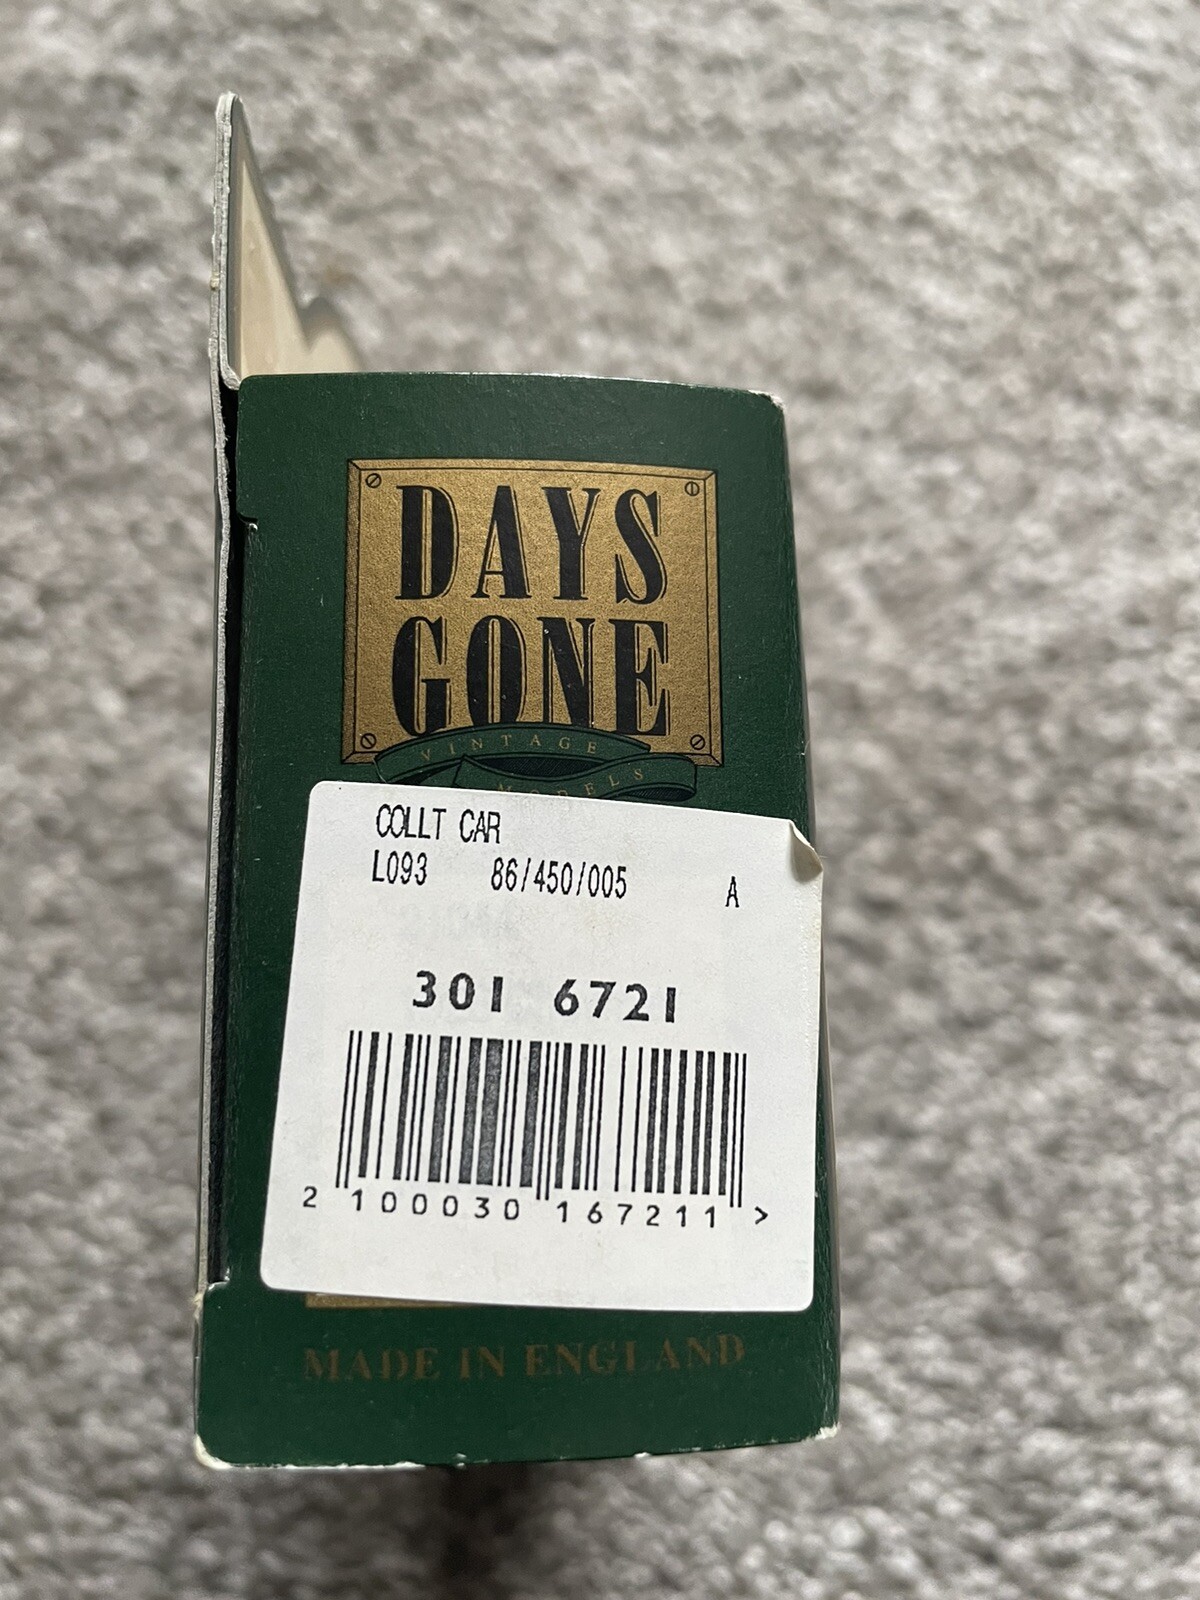 DAYS
GONE
VINTAGE
MODELS
COLLT CAR
L093 86/450/005 A
301 6721
2 100030 167211 >
MADE IN ENGLAND